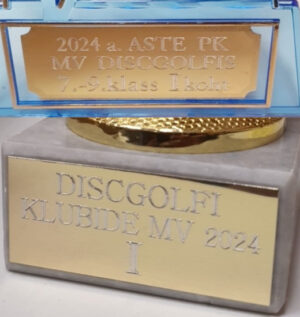 2024 a. ASTE PK
MV DISCGOLFIS
7.-9.klass I koht
DISCGOLFI
KLUBIDE MV 2024
I